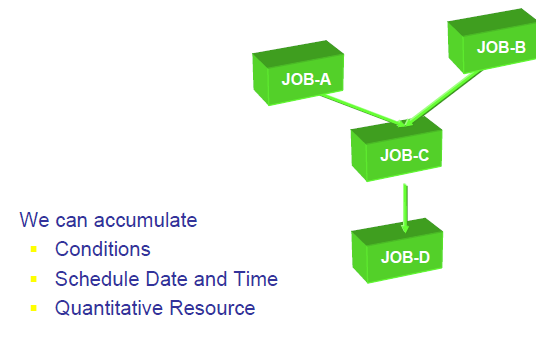 JOB-B
JOB-A
JOB-C
We can accumulate
Conditions
JOB-D
Schedule Date and Time
Quantitative Resource